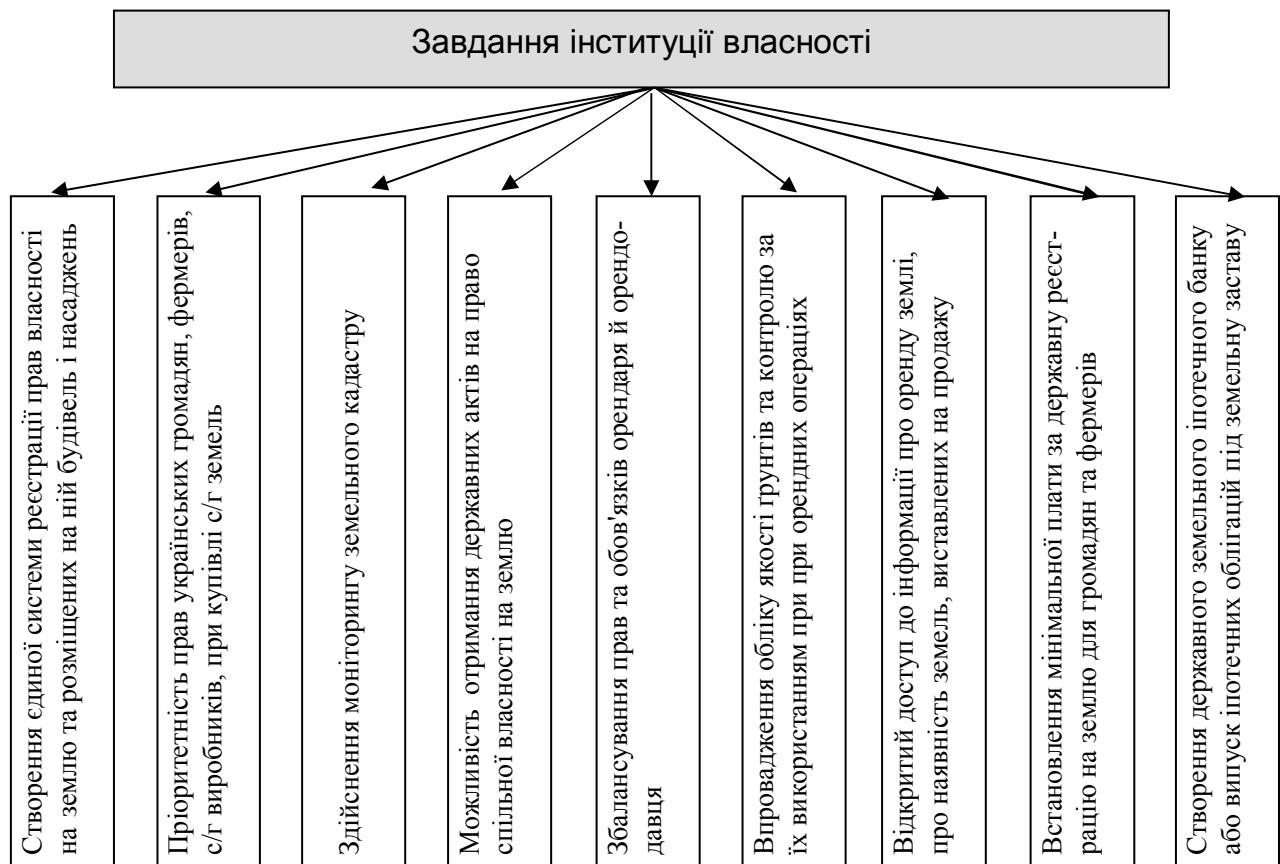 Завдання інституції власності
Створення єдиної системи реєстрації прав власності
на землю та розміщених на ній будівель і насаджень
Пріоритетність прав українських громадян, фермерів,
с/г виробників, при купівлі с/г земель
Здійснення моніторингу земельного кадастру
Можливість отримання державних актів на право
спільної власності на землю
Збалансування прав та обов'язків орендаря й орендо-
давця
Впровадження обліку якості ґрунтів та контролю за
їх використанням при при орендних операціях
Відкритий доступ до інформації про оренду землі,
про наявність земель, виставлених на продажу
Встановлення мінімальної плати за державну реєст-
рацію на землю для громадян та фермерів
Створення державного земельного іпотечного банку
або випуск іпотечних облігацій під земельну заставу